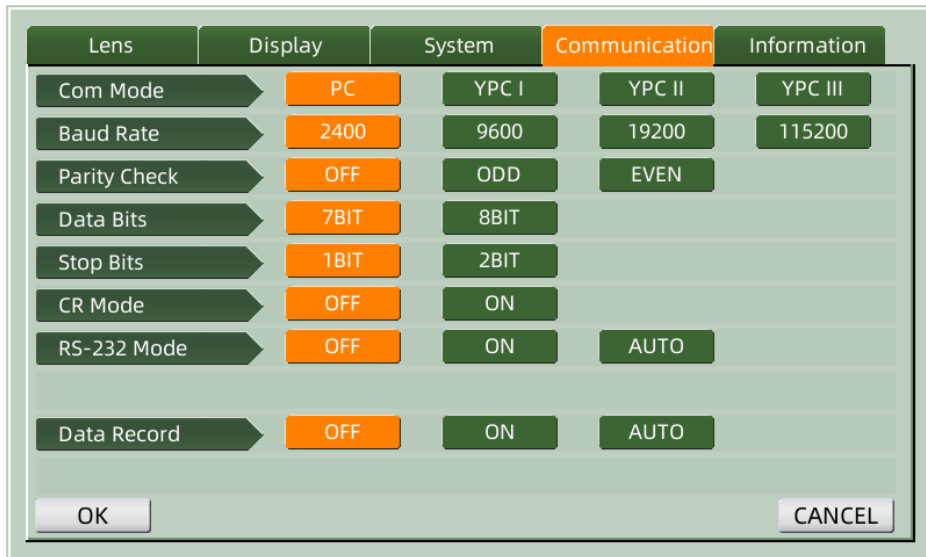 Lens Display System Communication Information
Com Mode PC YPC I YPC II YPC III
Baud Rate 2400 9600 19200 115200
Parity Check OFF ODD EVEN
Data Bits 7BIT 8BIT
Stop Bits 1BIT 2BIT
CR Mode OFF ON
RS-232 Mode OFF ON AUTO
Data Record OFF ON AUTO
OK CANCEL